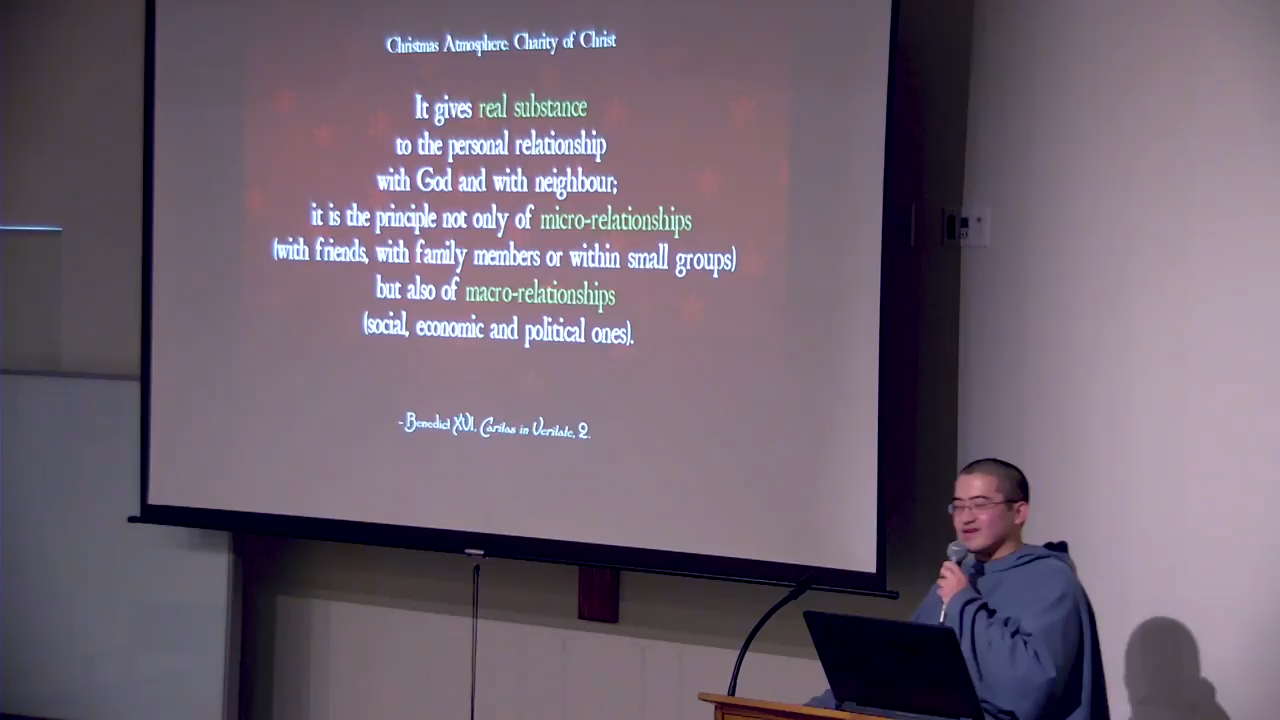 Christmas Atmosphere: Charity of Christ
It gives real substance
to the personal relationship
with God and with neighbour;
it is the principle not only of micro-relationships
(with friends, with family members or within small groups)
but also of macro-relationships
(social, economic and political ones).
- Benedict XVI, Caritas in Veritate, 2.